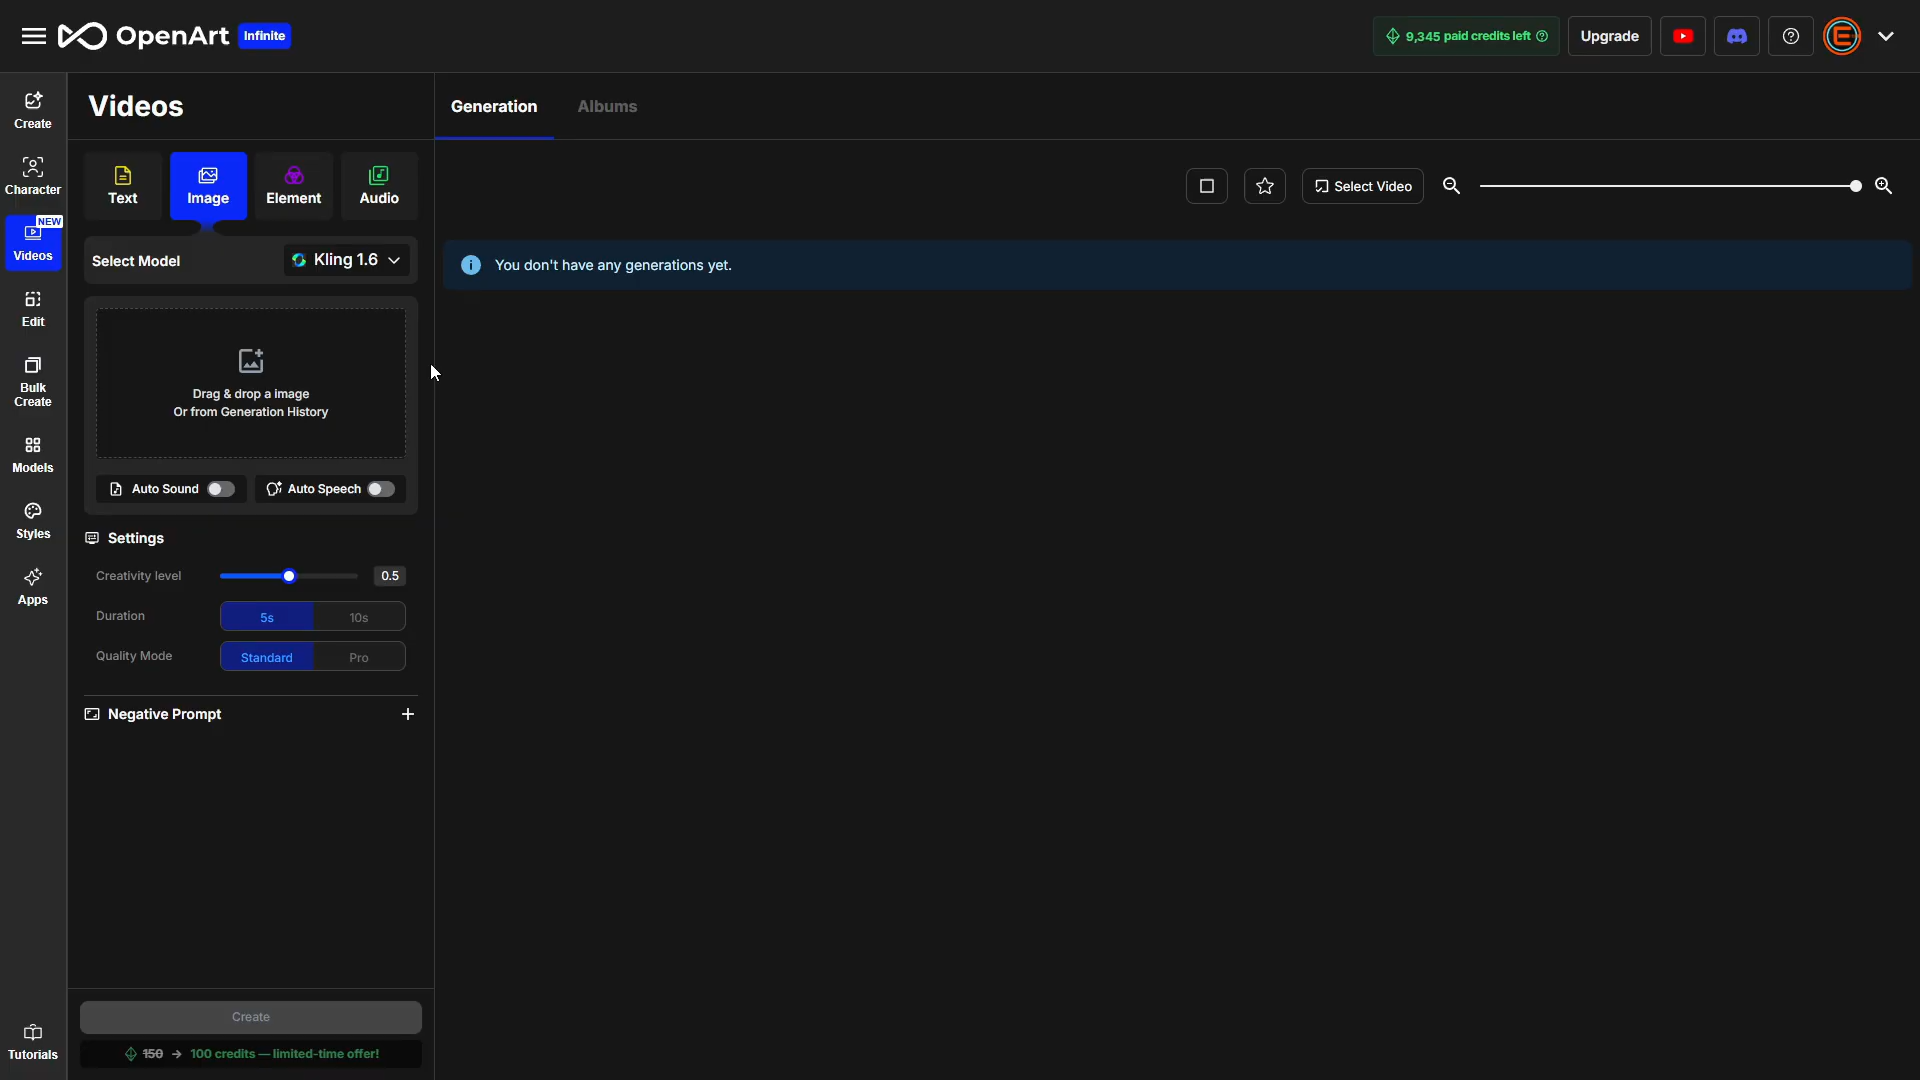 OpenArt Infinite
9,345 paid credits left
Upgrade
Create
Character
NEW
Videos
Edit
Bulk
Create
Models
Styles
Apps
Tutorials
Videos
Text
Image
Element
Audio
Select Model
Kling 1.6
Drag & drop a image
Or from Generation History
Auto Sound
Auto Speech
Settings
Creativity level
0.5
Duration
5s
10s
Quality Mode
Standard
Pro
Negative Prompt
Create
150 → 100 credits — limited-time offer!
Generation
Albums
Select Video
You don't have any generations yet.